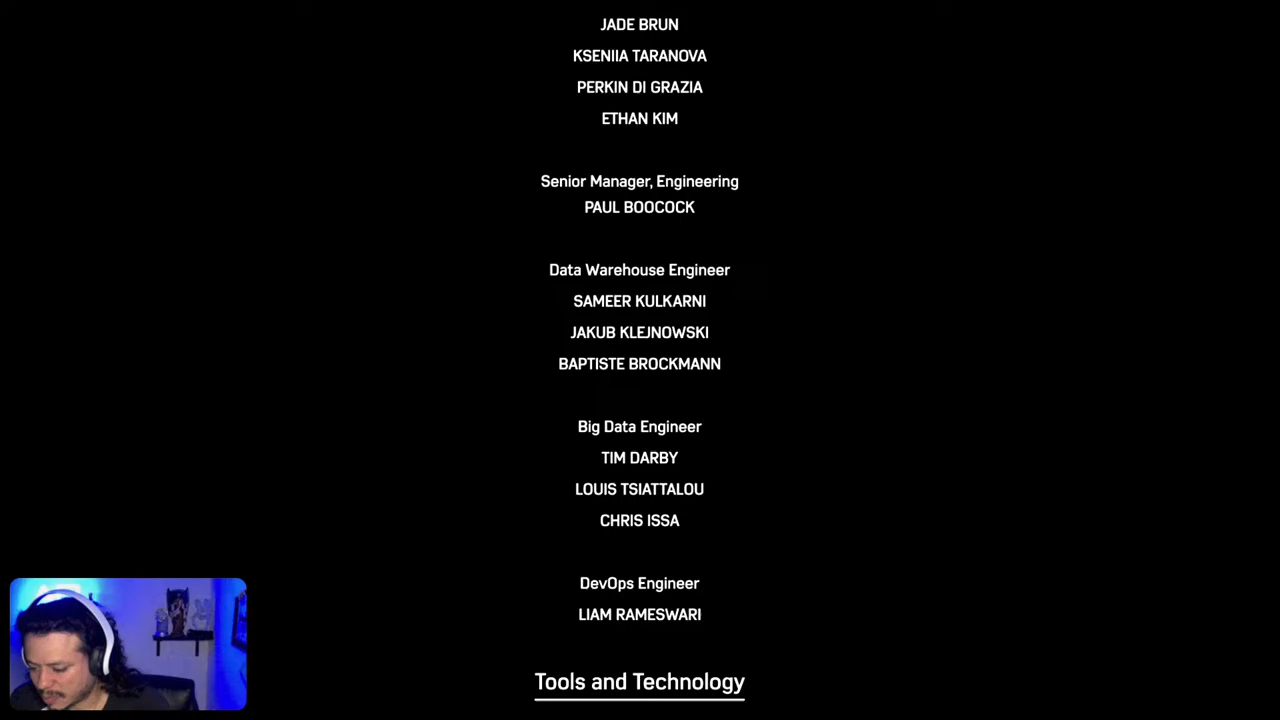 JADE BRUN
KSENIIA TARANOVA
PERKIN DI GRAZIA
ETHAN KIM
Senior Manager, Engineering
PAUL BOOCOCK
Data Warehouse Engineer
SAMEER KULKARNI
JAKUB KLEJNOWSKI
BAPTISTE BROCKMANN
Big Data Engineer
TIM DARBY
LOUIS TSIATTALOU
CHRIS ISSA
DevOps Engineer
LIAM RAMESWARI
Tools and Technology